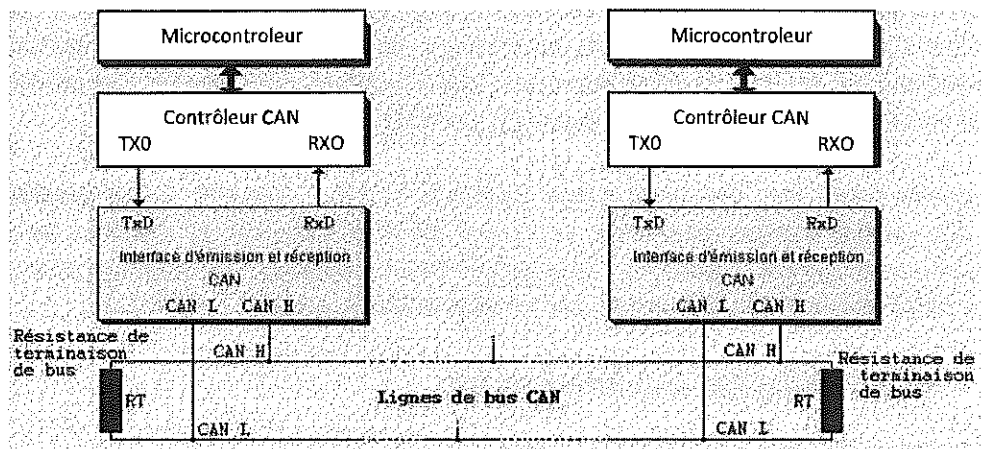 Microcontroleur
Microcontroleur
Contrôleur CAN
TX0 RXO
Contrôleur CAN
TX0 RXO
TxD RxD
Interface d'émission et réception
CAN
CAN L CAN H
TxD RxD
Interface d'émission et réception
CAN
CAN L CAN H
Résistance de
terminaison
de bus
CAN H
CAN H
Résistance de
terminaison
de bus
RT
Lignes de bus CAN
RT
CAN L
CAN L